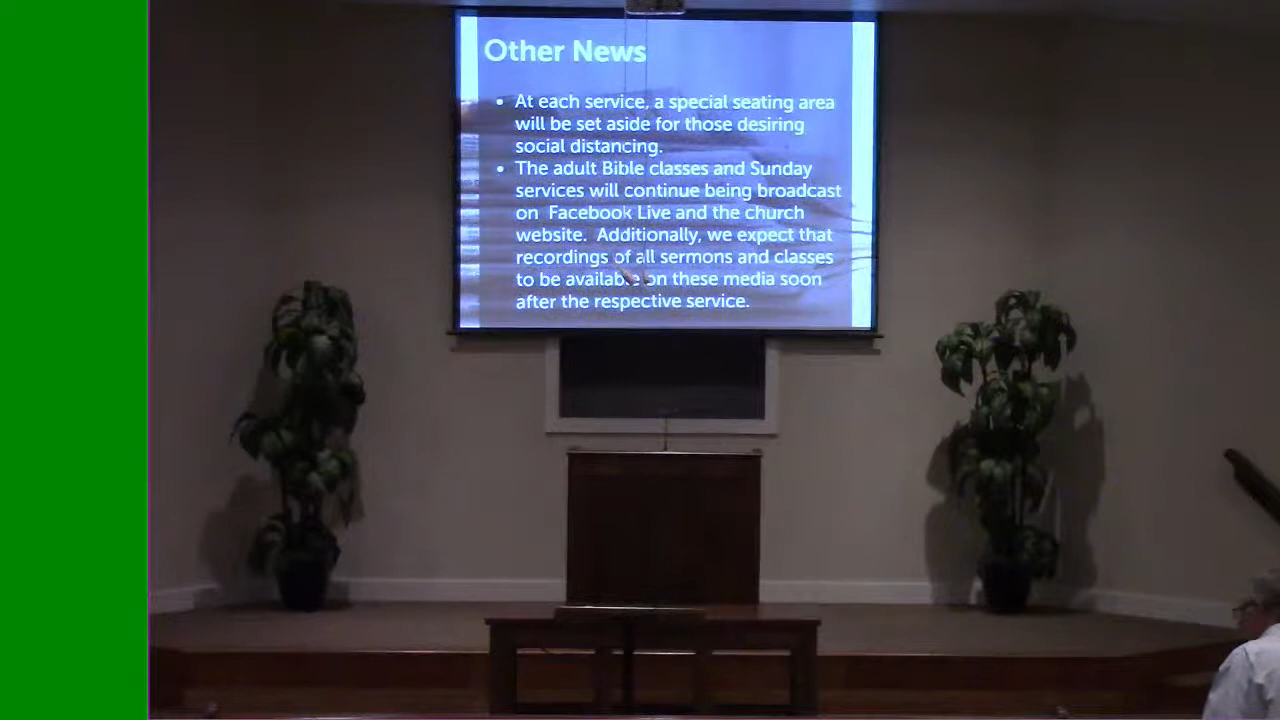 Other News
• At each service, a special seating area
will be set aside for those desiring
social distancing.
• The adult Bible classes and Sunday
services will continue being broadcast
on  Facebook Live and the church
website.  Additionally, we expect that
recordings of all sermons and classes
to be available on these media soon
after the respective service.